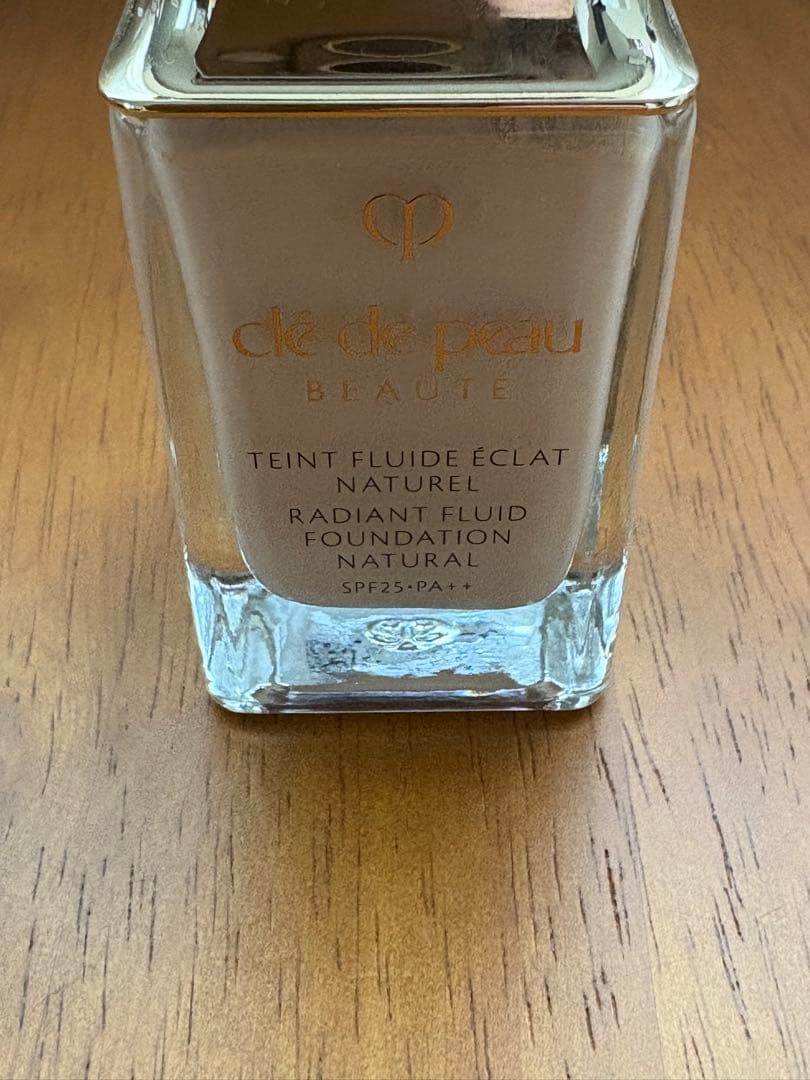 clé de peau
BEAUTÉ
TEINT FLUIDE ÉCLAT
NATUREL
RADIANT FLUID
FOUNDATION
NATURAL
SPF25•PA++